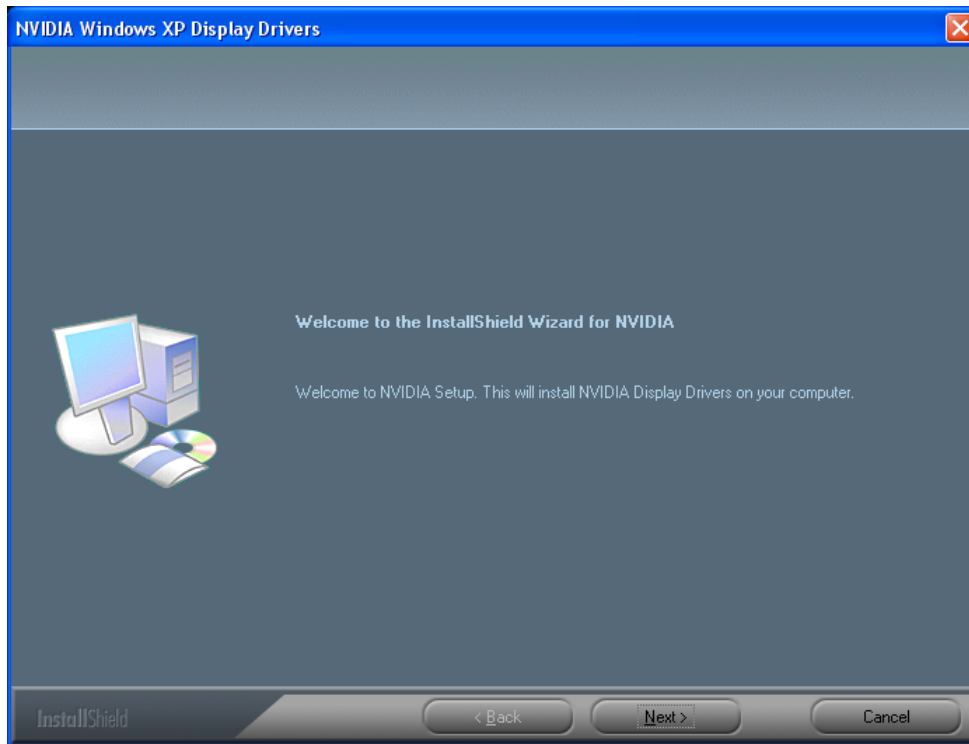 NVIDIA Windows XP Display Drivers
Welcome to the InstallShield Wizard for NVIDIA
Welcome to NVIDIA Setup. This will install NVIDIA Display Drivers on your computer.
InstallShield
< Back
Next >
Cancel